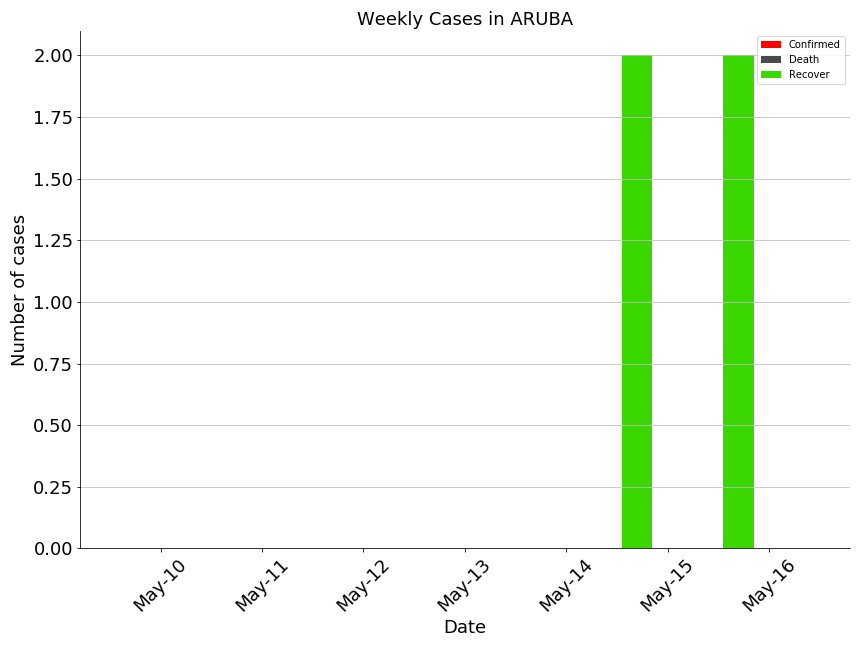 Weekly Cases in ARUBA
Confirmed
Death
Recover
Number of cases
2.00
1.75
1.50
1.25
1.00
0.75
0.50
0.25
0.00
May-10
May-11
May-12
May-13
May-14
May-15
May-16
Date